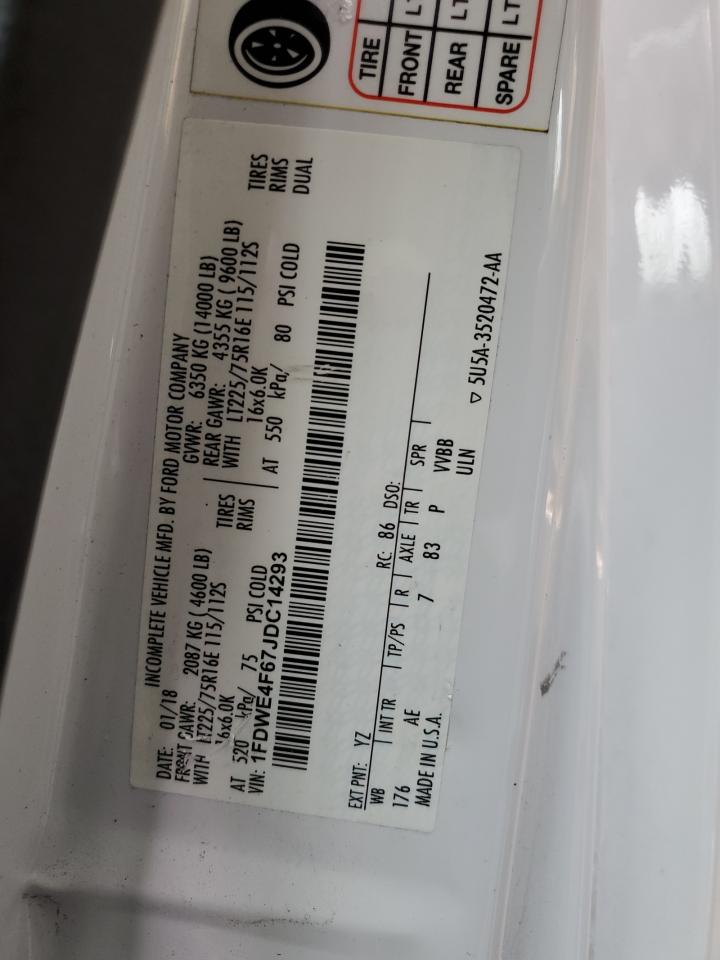 TIRE
FRONT LT
REAR LT
SPARE LT
INCOMPLETE VEHICLE MFD. BY FORD MOTOR COMPANY
DATE: 01/18 GVWR: 6350 KG (14000 LB)
FRONT GAWR: 2087 KG ( 4600 LB) REAR GAWR: 4355 KG ( 9600 LB)
WITH LT225/75R16E 115/112S TIRES WITH LT225/75R16E 115/112S TIRES
16x6.0K RIMS 16x6.0K RIMS
AT 520 kPa/ 75 PSI COLD AT 550 kPa/ 80 PSI COLD DUAL
VIN: 1FDWE4F67JDC14293
EXT PNT: YZ RC: 86 DSO:
WB INT TR TP/PS R AXLE TR SPR
176 AE 7 83 P VVBB
MADE IN U.S.A. ULN
5U5A-3520472-AA